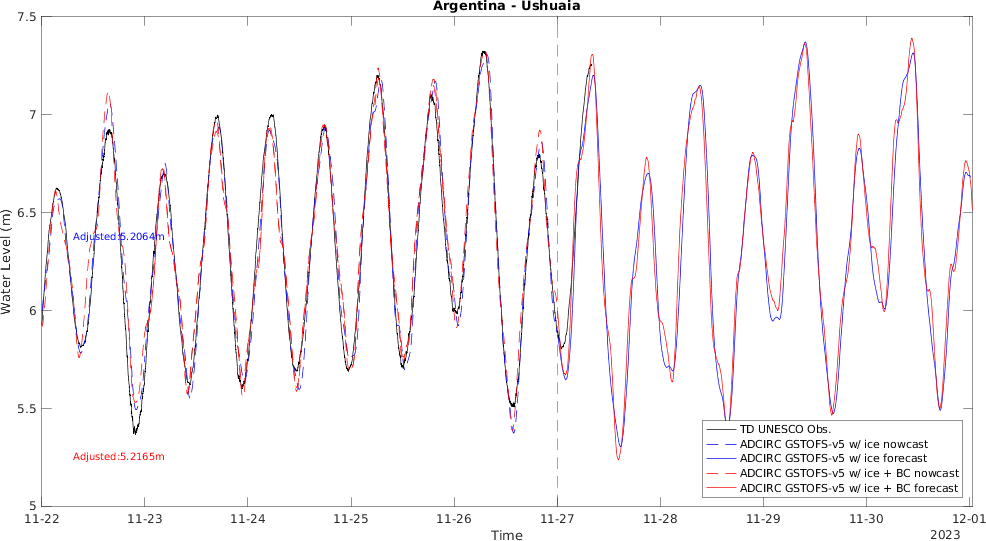 Argentina - Ushuaia
Water Level (m)
7.5
7
6.5
6
5.5
5
Adjusted:5.2064m
Adjusted:5.2165m
TD UNESCO Obs.
ADCIRC GSTOFS-v5 w/ ice nowcast
ADCIRC GSTOFS-v5 w/ ice forecast
ADCIRC GSTOFS-v5 w/ ice + BC nowcast
ADCIRC GSTOFS-v5 w/ ice + BC forecast
11-22 11-23 11-24 11-25 11-26 11-27 11-28 11-29 11-30 12-01
Time
2023